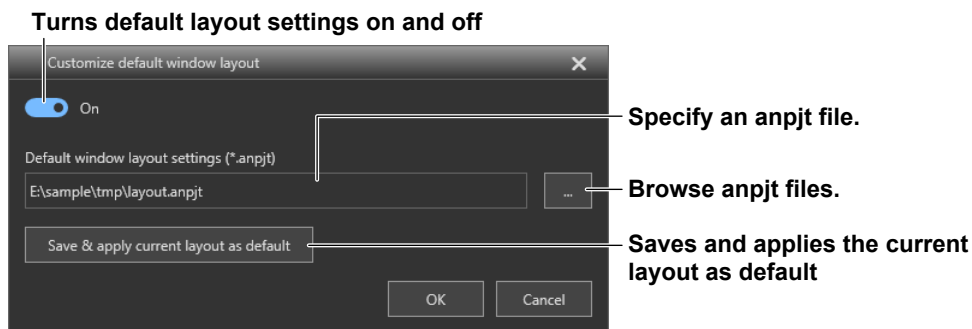 Turns default layout settings on and off
Customize default window layout
On
Specify an anpjt file.
Default window layout settings (*.anpjt)
E:\sample\tmp\layout.anpjt
...
Browse anpjt files.
Save & apply current layout as default
Saves and applies the current
layout as default
OK
Cancel